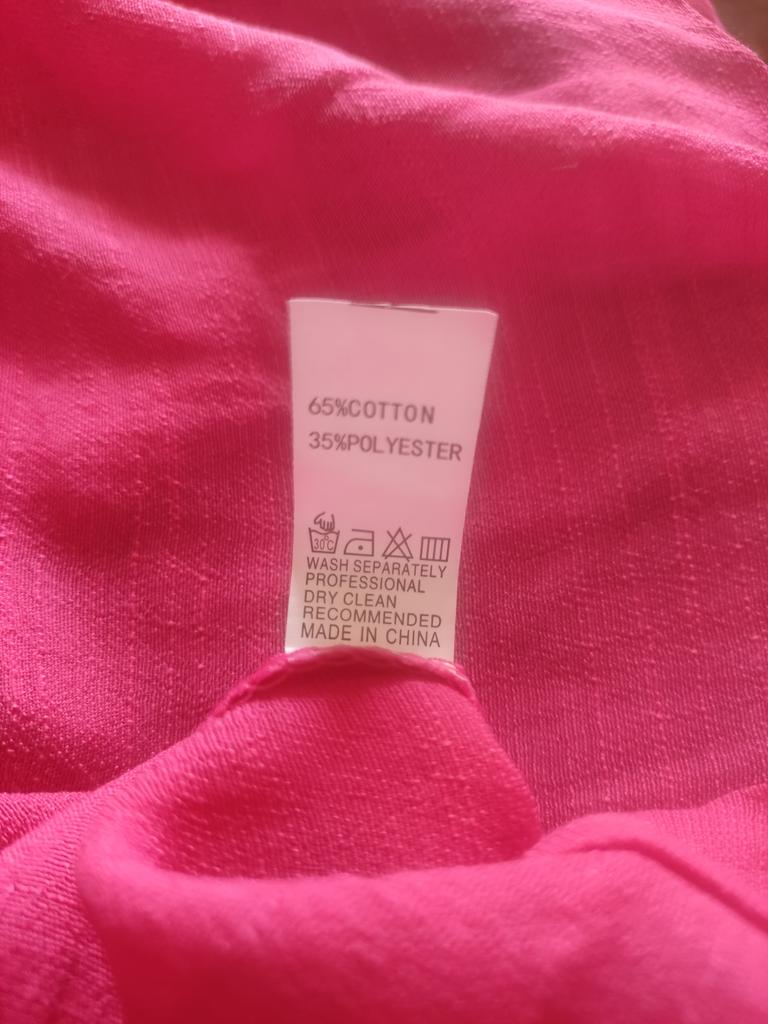 65%COTTON
35%POLYESTER
30°C
WASH SEPARATELY
PROFESSIONAL
DRY CLEAN
RECOMMENDED
MADE IN CHINA